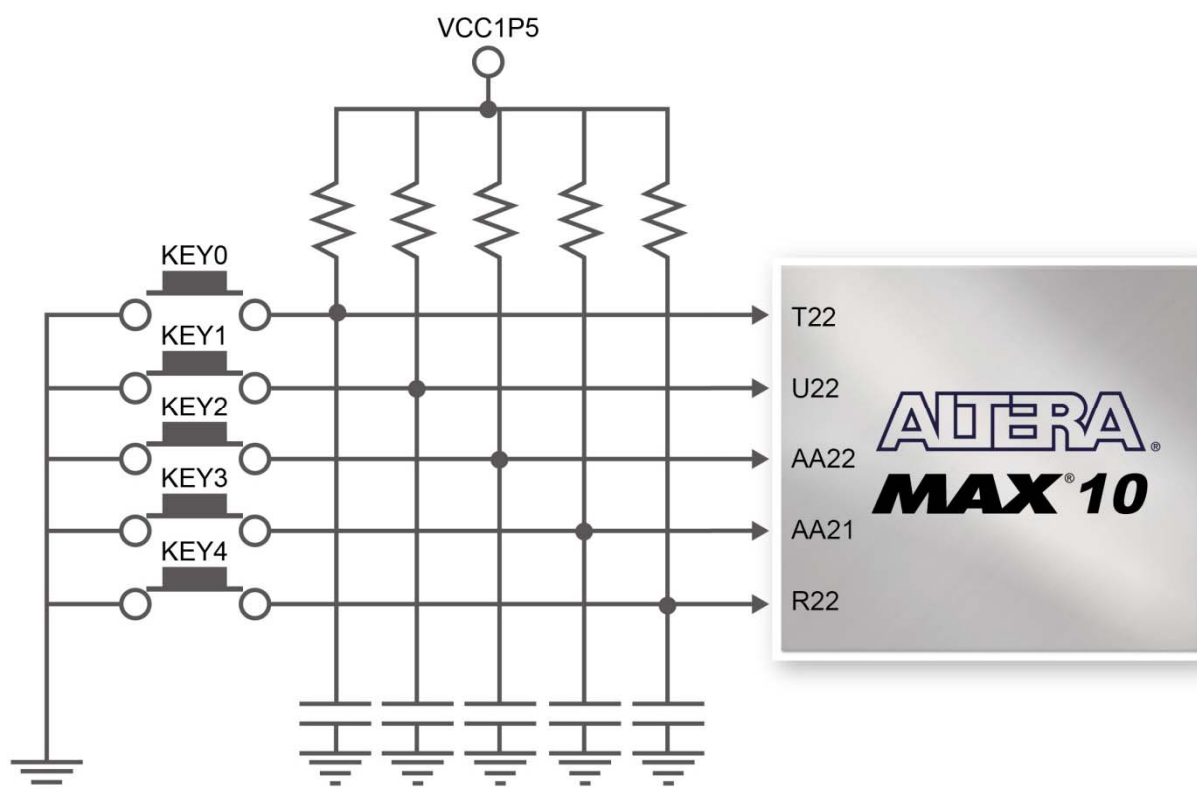 VCC1P5
KEY0
KEY1
KEY2
KEY3
KEY4
T22
U22
AA22
AA21
R22
ALTERA®
MAX® 10